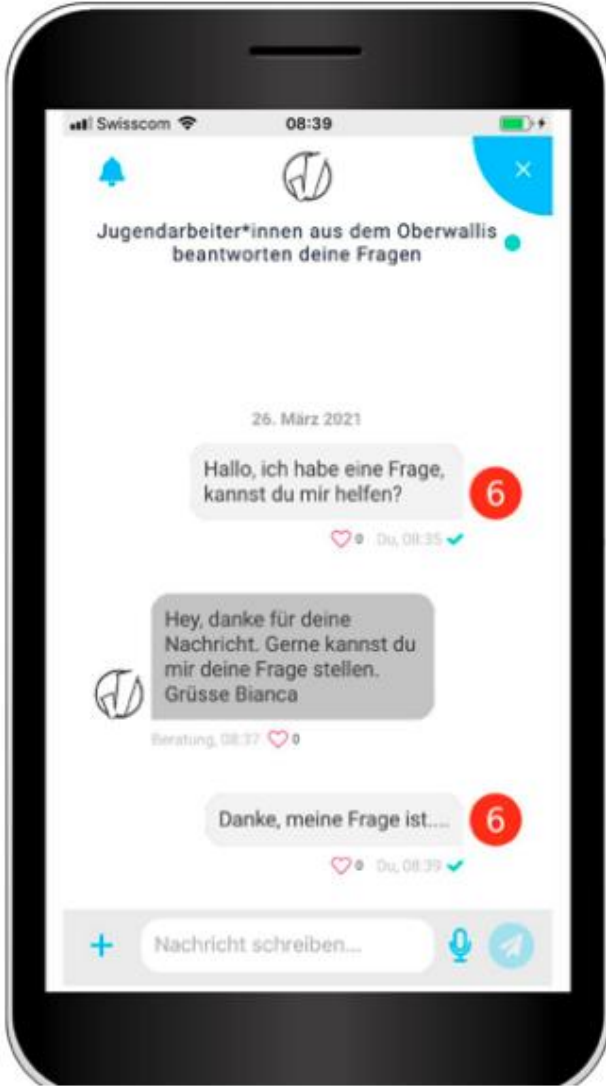 Swisscom 08:39
Jugendarbeiter*innen aus dem Oberwallis
beantworten deine Fragen
26. März 2021
Hallo, ich habe eine Frage,
kannst du mir helfen?
6
0 Du, 08:35
Hey, danke für deine
Nachricht. Gerne kannst du
mir deine Frage stellen.
Grüsse Bianca
Beratung, 08:37 0
Danke, meine Frage ist....
6
0 Du, 08:39
Nachricht schreiben...